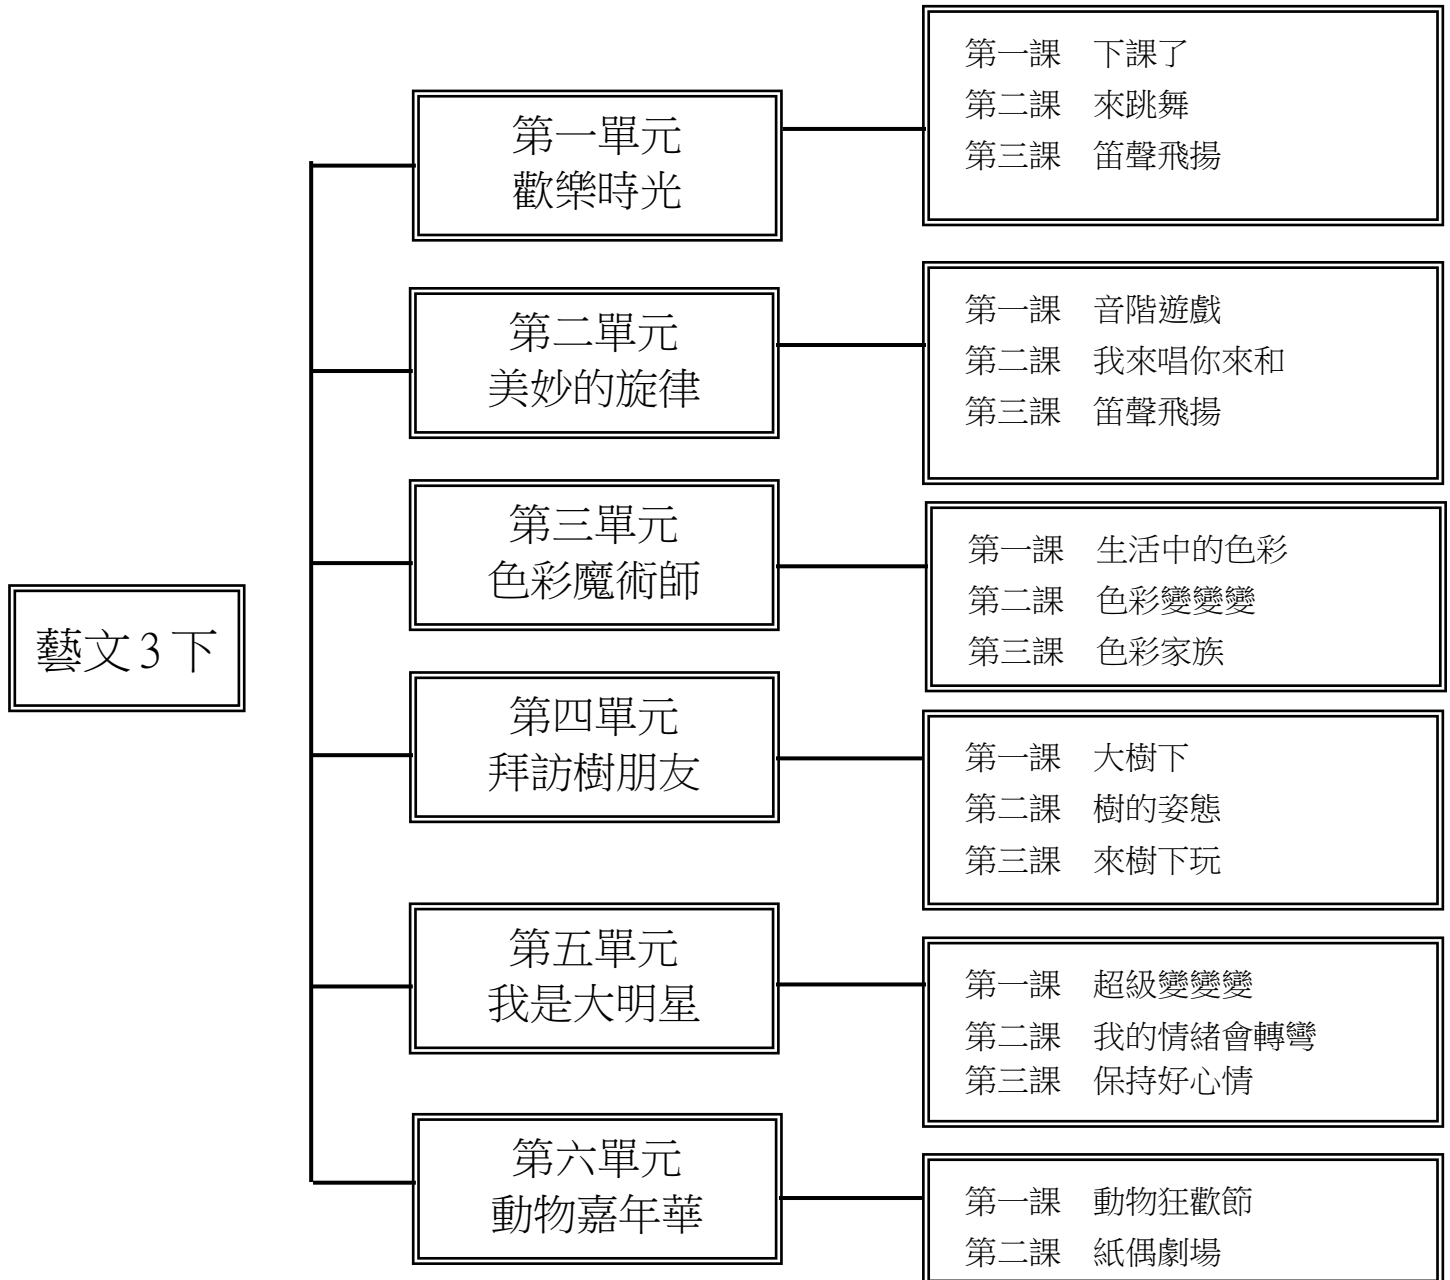 藝文3下
第一單元
歡樂時光
第一課 下課了
第二課 來跳舞
第三課 笛聲飛揚
第二單元
美妙的旋律
第一課 音階遊戲
第二課 我來唱你來和
第三課 笛聲飛揚
第三單元
色彩魔術師
第一課 生活中的色彩
第二課 色彩變變變
第三課 色彩家族
第四單元
拜訪樹朋友
第一課 大樹下
第二課 樹的姿態
第三課 來樹下玩
第五單元
我是大明星
第一課 超級變變變
第二課 我的情緒會轉彎
第三課 保持好心情
第六單元
動物嘉年華
第一課 動物狂歡節
第二課 紙偶劇場